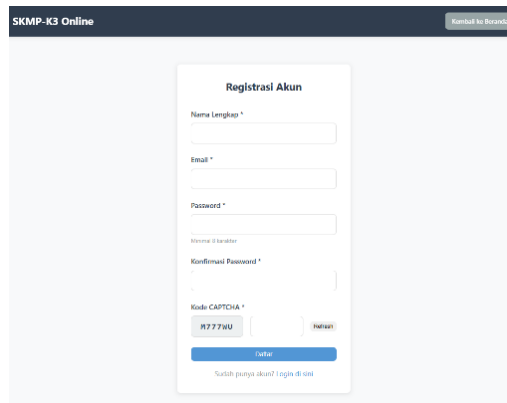 SKMP-K3 Online
Kembali ke Beranda
Registrasi Akun
Nama Lengkap *
Email *
Password *
Minimal 8 karakter
Konfirmasi Password *
Kode CAPTCHA *
M777WU
Refresh
Daftar
Sudah punya akun? Login di sini